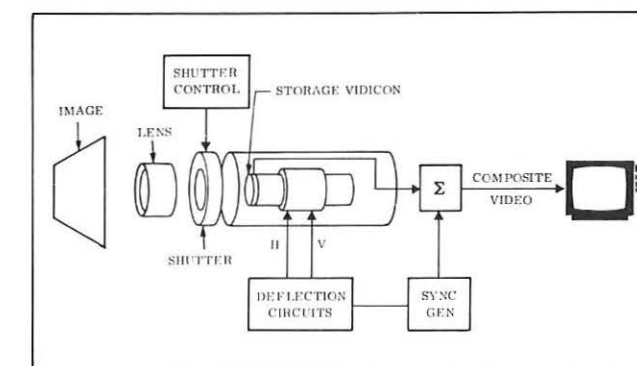 SHUTTER
CONTROL
STORAGE VIDICON
IMAGE
LENS
Σ
COMPOSITE
VIDEO
H
V
SHUTTER
DEFLECTION
CIRCUITS
SYNC
GEN